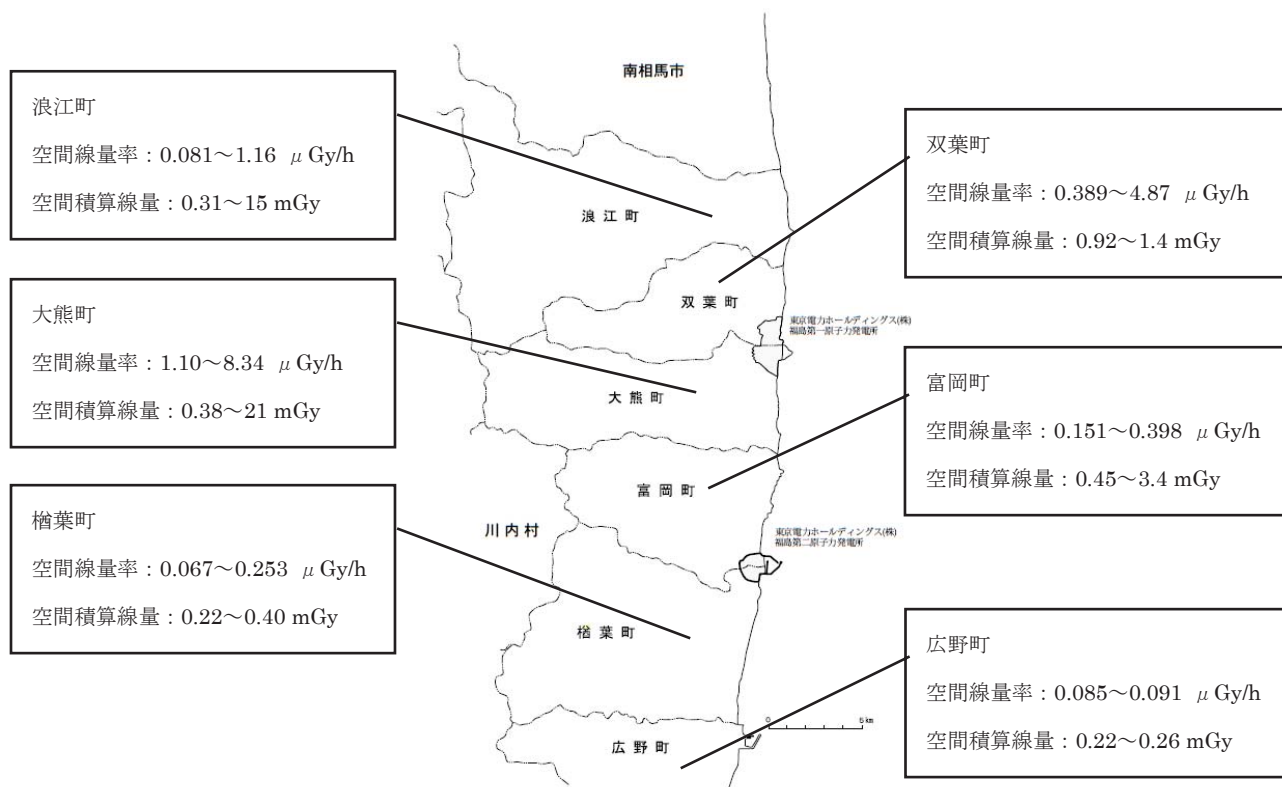 南相馬市
浪江町
空間線量率：0.081～1.16 μGy/h
空間積算線量：0.31～15 mGy
双葉町
空間線量率：0.389～4.87 μGy/h
空間積算線量：0.92～1.4 mGy
浪江町
大熊町
空間線量率：1.10～8.34 μGy/h
空間積算線量：0.38～21 mGy
双葉町
東京電力ホールディングス(株)
福島第一原子力発電所
大熊町
富岡町
空間線量率：0.151～0.398 μGy/h
空間積算線量：0.45～3.4 mGy
富岡町
楢葉町
空間線量率：0.067～0.253 μGy/h
空間積算線量：0.22～0.40 mGy
川内村
東京電力ホールディングス(株)
福島第二原子力発電所
楢葉町
広野町
空間線量率：0.085～0.091 μGy/h
空間積算線量：0.22～0.26 mGy
0 5km
広野町